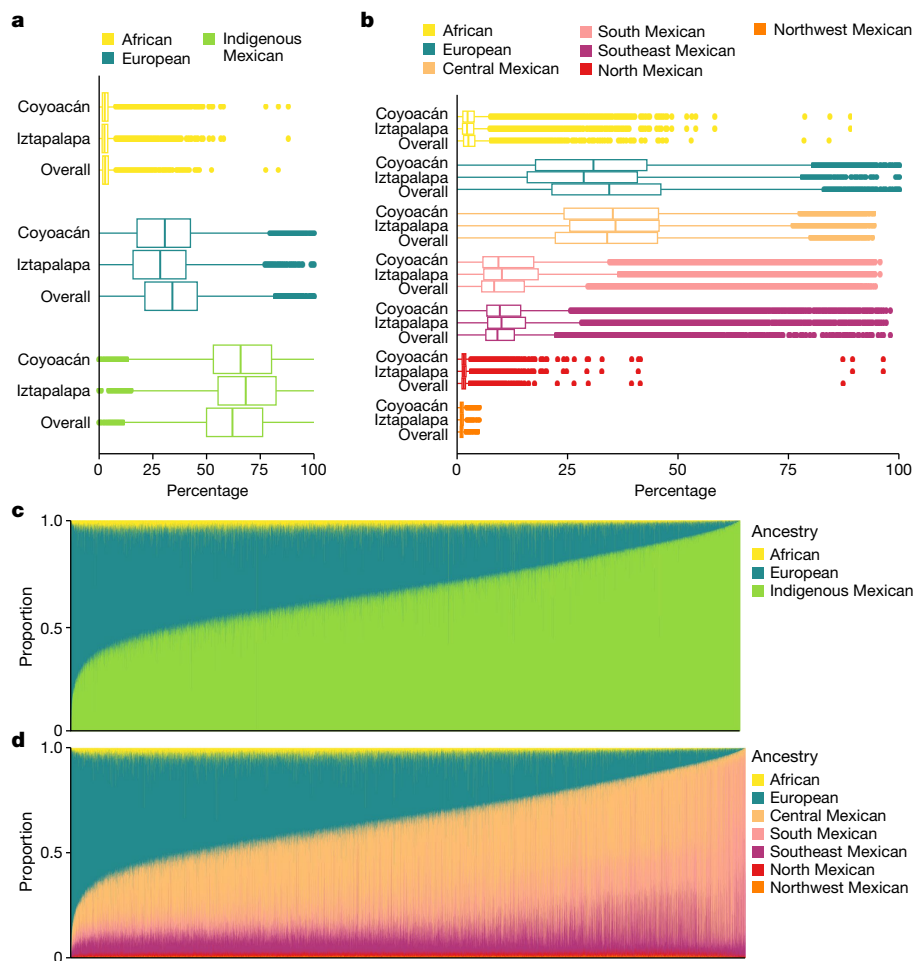 a
African
European
Indigenous
Mexican
Coyoacán
Iztapalapa
Overall
Coyoacán
Iztapalapa
Overall
Coyoacán
Iztapalapa
Overall
0 25 50 75 100
Percentage
b
African
European
Central Mexican
South Mexican
Southeast Mexican
North Mexican
Northwest Mexican
Coyoacán
Iztapalapa
Overall
Coyoacán
Iztapalapa
Overall
Coyoacán
Iztapalapa
Overall
Coyoacán
Iztapalapa
Overall
Coyoacán
Iztapalapa
Overall
Coyoacán
Iztapalapa
Overall
Coyoacán
Iztapalapa
Overall
0 25 50 75 100
Percentage
c
1.0
0.5
0
Proportion
Ancestry
African
European
Indigenous Mexican
d
1.0
0.5
0
Proportion
Ancestry
African
European
Central Mexican
South Mexican
Southeast Mexican
North Mexican
Northwest Mexican